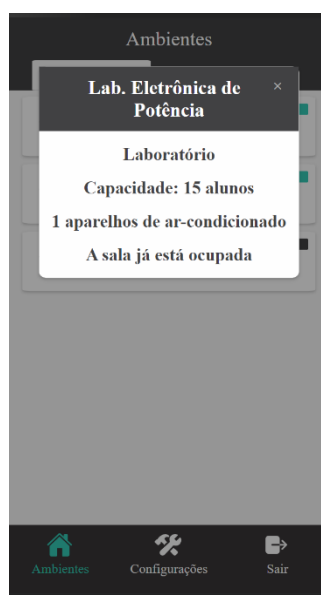 Ambientes
Lab. Eletrônica de
Potência
×
Laboratório
Capacidade: 15 alunos
1 aparelhos de ar-condicionado
A sala já está ocupada
Ambientes
Configurações
Sair